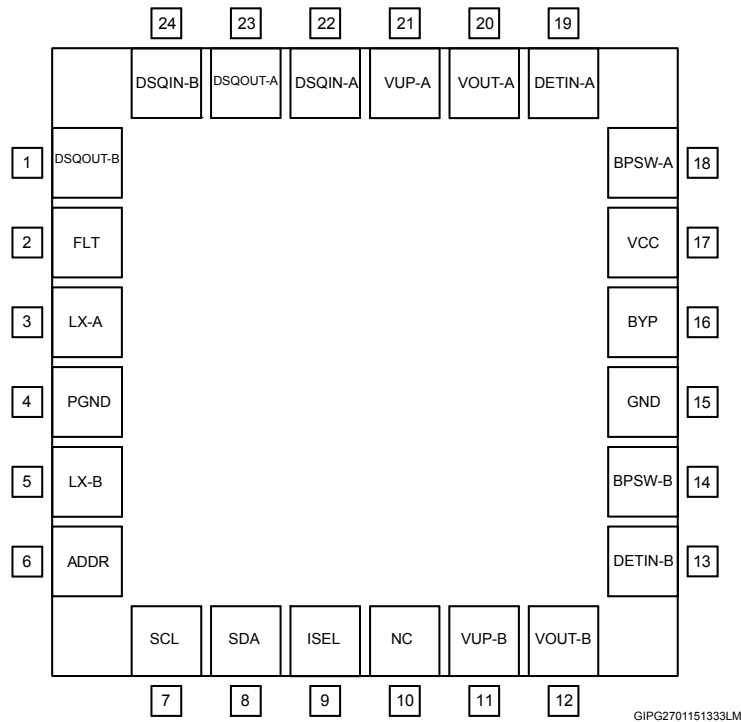 24 23 22 21 20 19
DSQIN-B DSQOUT-A DSQIN-A VUP-A VOUT-A DETIN-A
1 DSQOUT-B BPSW-A 18
2 FLT VCC 17
3 LX-A BYP 16
4 PGND GND 15
5 LX-B BPSW-B 14
6 ADDR DETIN-B 13
SCL SDA ISEL NC VUP-B VOUT-B
7 8 9 10 11 12
GIPG2701151333LM